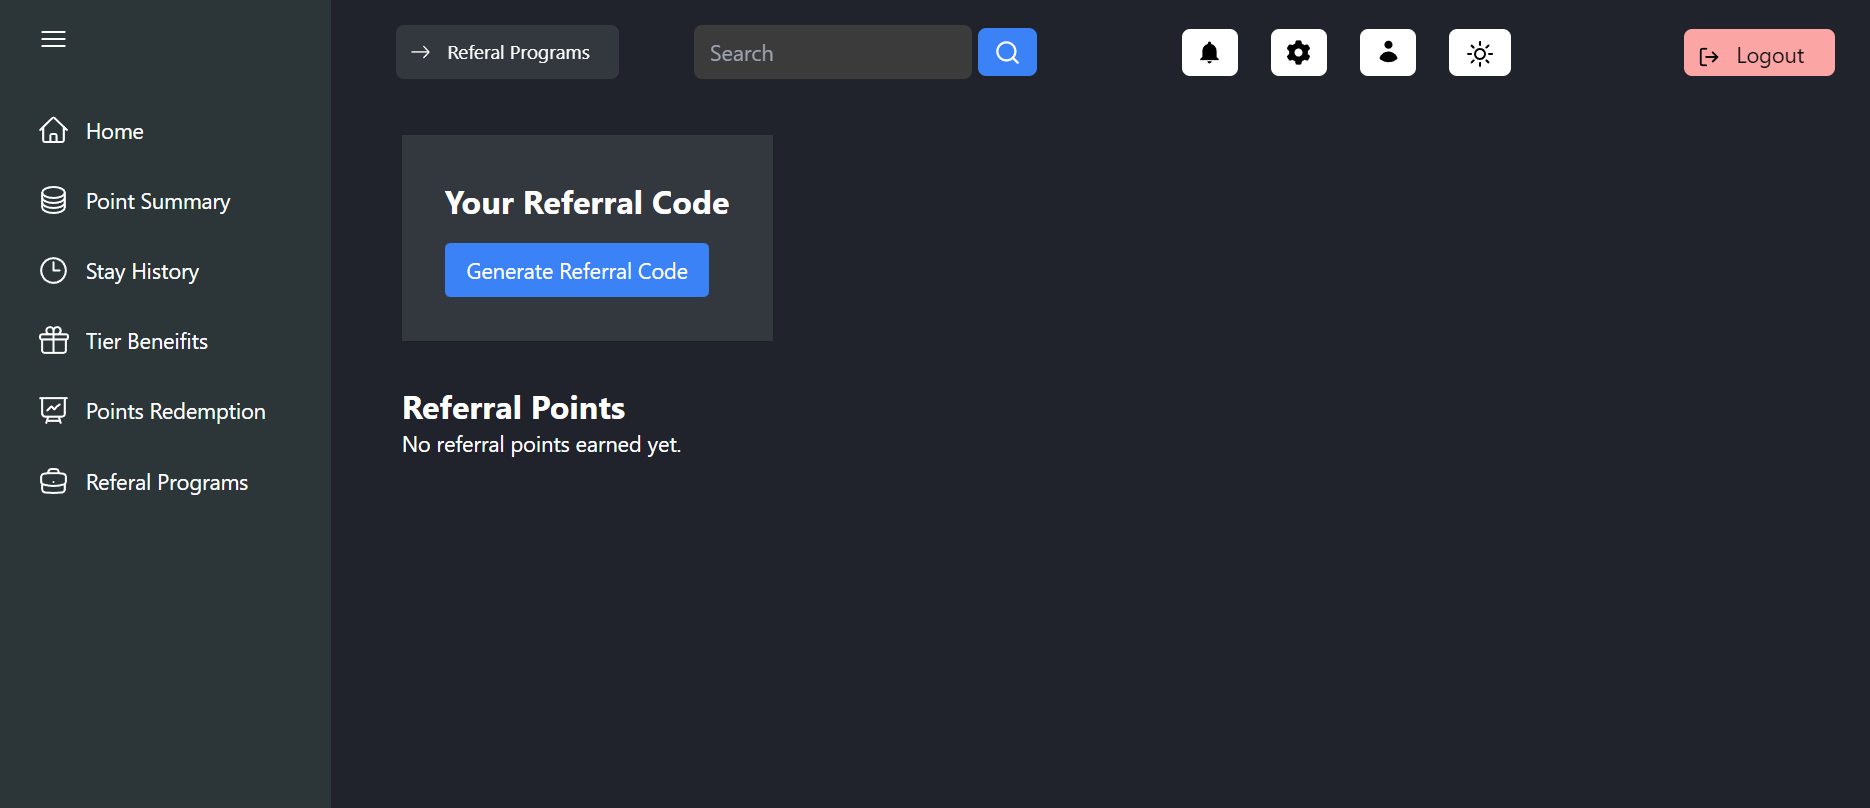 Referal Programs
Search
Logout
Home
Point Summary
Stay History
Tier Beneifits
Points Redemption
Referal Programs
Your Referral Code
Generate Referral Code
Referral Points
No referral points earned yet.